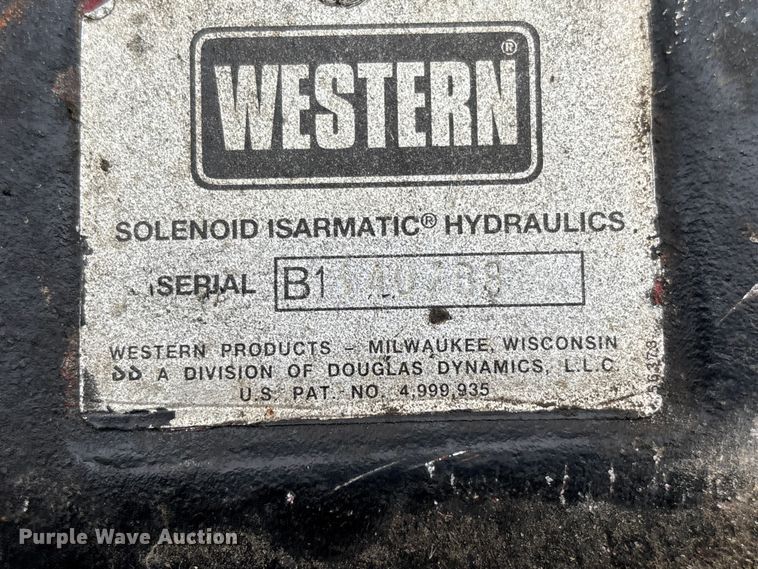 WESTERN®
SOLENOID ISARMATIC® HYDRAULICS
SERIAL
WESTERN PRODUCTS - MILWAUKEE, WISCONSIN
A DIVISION OF DOUGLAS DYNAMICS, L.L.C.
U.S. PAT. NO. 4,999,935
Purple Wave Auction